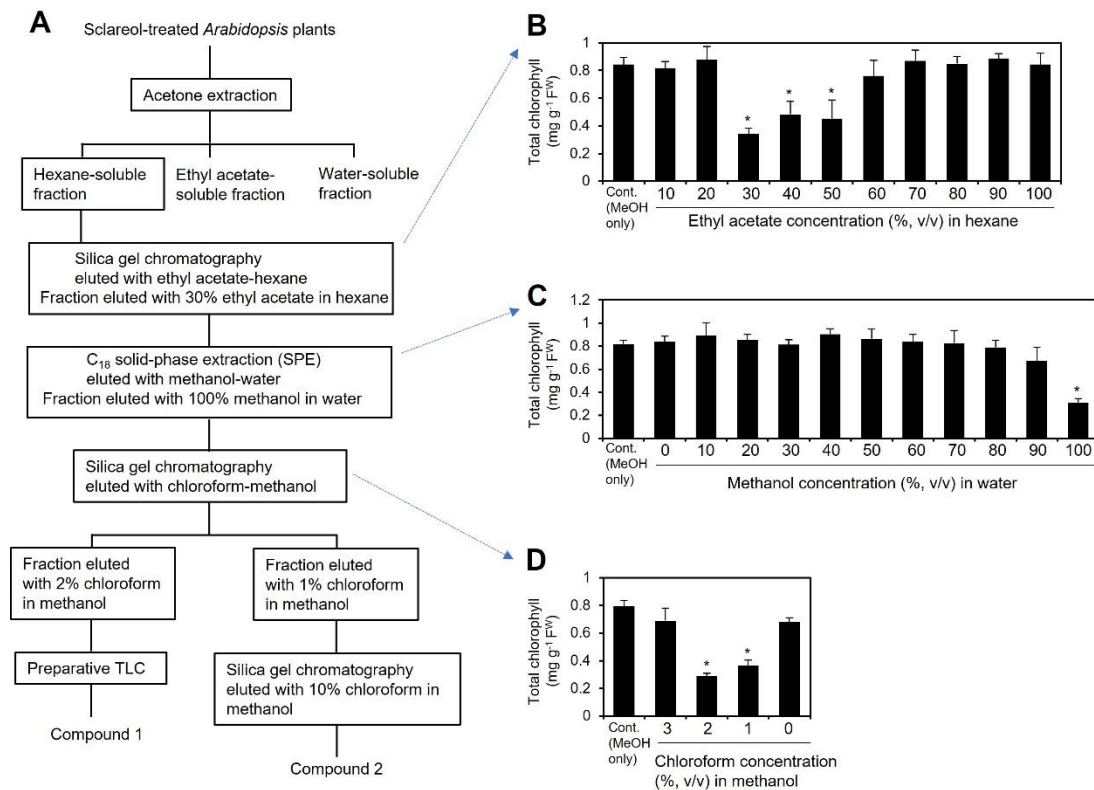 A
Sclareol-treated Arabidopsis plants
Acetone extraction
Hexane-soluble
fraction
Ethyl acetate-
soluble fraction
Water-soluble
fraction
Silica gel chromatography
eluted with ethyl acetate-hexane
Fraction eluted with 30% ethyl acetate in hexane
C18 solid-phase extraction (SPE)
eluted with methanol-water
Fraction eluted with 100% methanol in water
Silica gel chromatography
eluted with chloroform-methanol
Fraction eluted
with 2% chloroform
in methanol
Preparative TLC
Compound 1
Fraction eluted
with 1% chloroform
in methanol
Silica gel chromatography
eluted with 10% chloroform in
methanol
Compound 2
B
Total chlorophyll
(mg g-1 FW)
1
0.8
0.6
0.4
0.2
0
* * *
Cont.
(MeOH
only)
10 20 30 40 50 60 70 80 90 100
Ethyl acetate concentration (%, v/v) in hexane
C
Total chlorophyll
(mg g-1 FW)
1.2
1
0.8
0.6
0.4
0.2
0
*
Cont.
(MeOH
only)
0 10 20 30 40 50 60 70 80 90 100
Methanol concentration (%, v/v) in water
D
Total chlorophyll
(mg g-1 FW)
1
0.8
0.6
0.4
0.2
0
* *
Cont.
(MeOH
only)
3 2 1 0
Chloroform concentration
(%, v/v) in methanol